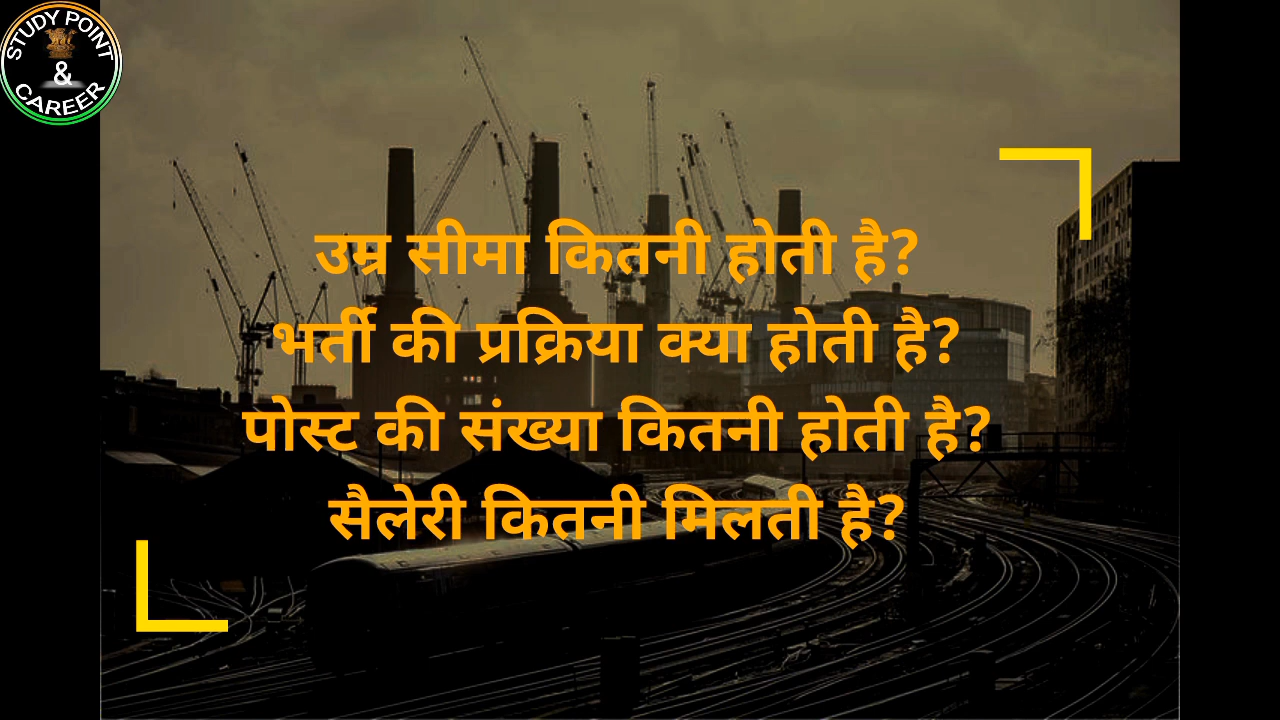 STUDY POINT
&
CAREER
उम्र सीमा कितनी होती है?
भर्ती की प्रक्रिया क्या होती है?
पोस्ट की संख्या कितनी होती है?
सैलेरी कितनी मिलती है?